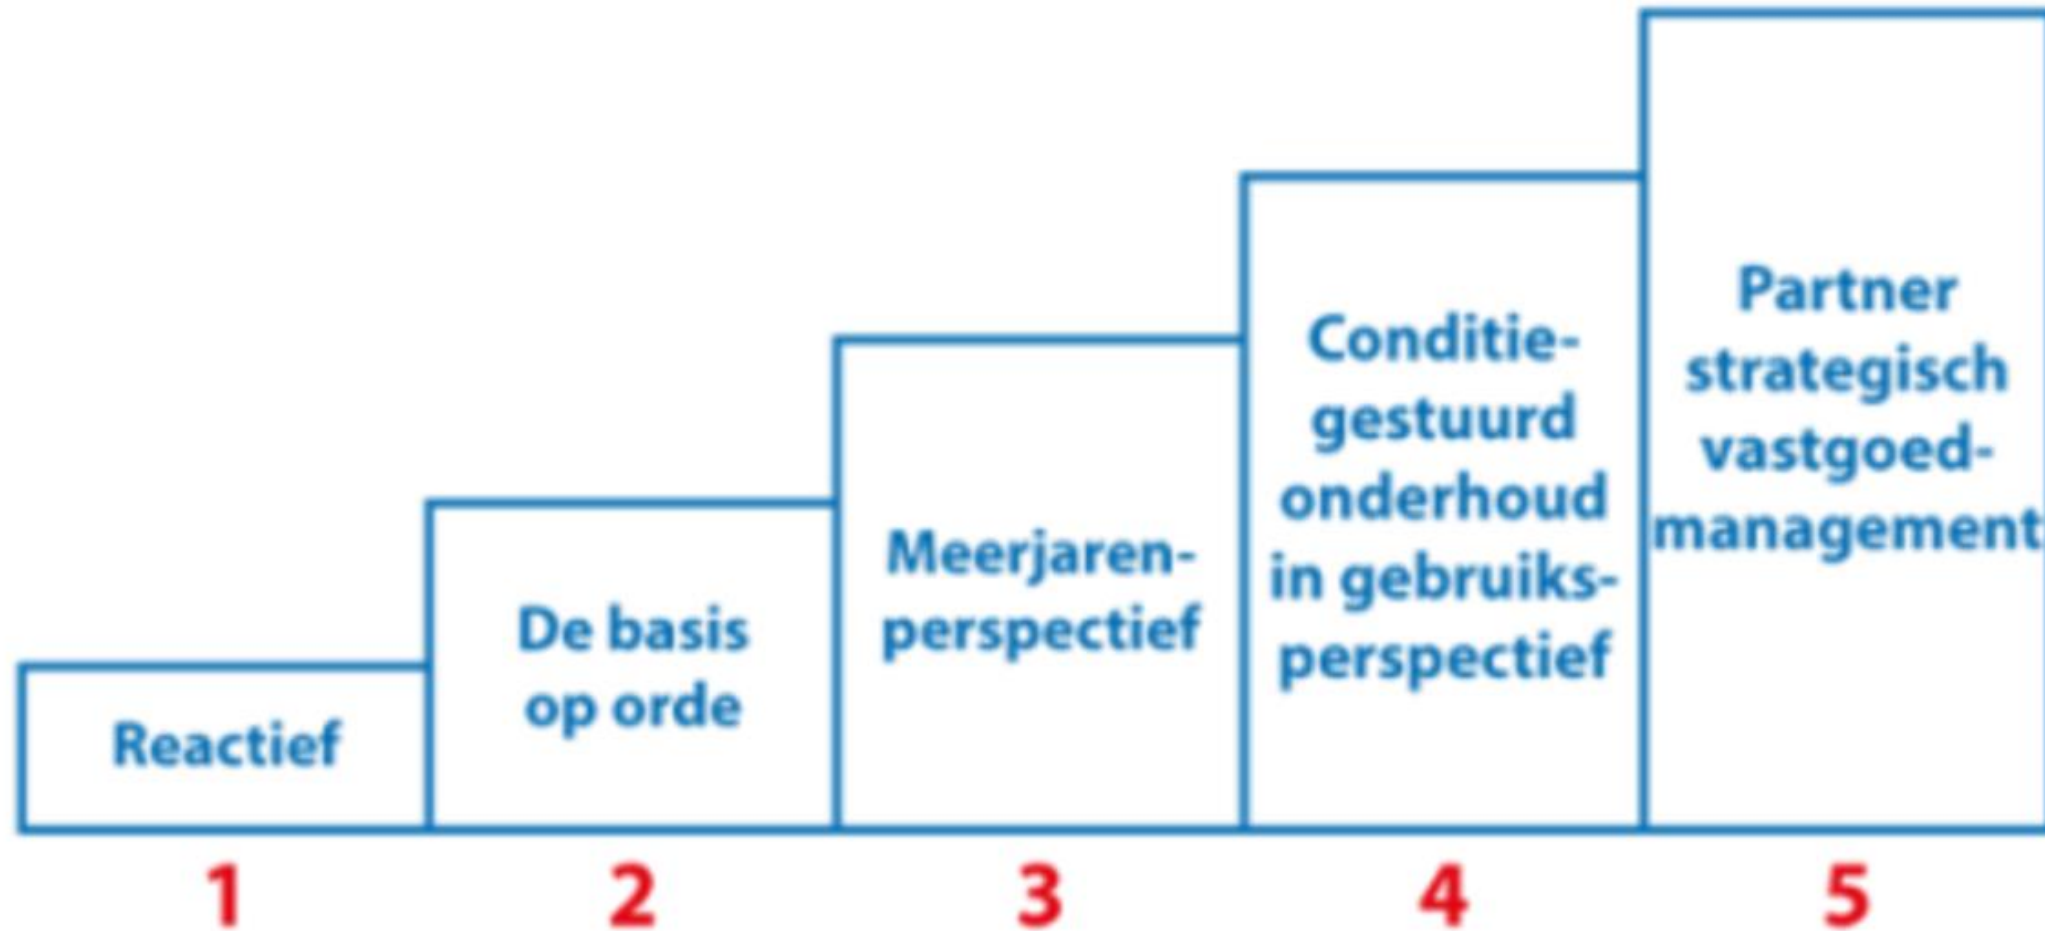 Reactief
De basis
op orde
Meerjaren-
perspectief
Conditie-
gestuurd
onderhoud
in gebruiks-
perspectief
Partner
strategisch
vastgoed-
management
1
2
3
4
5